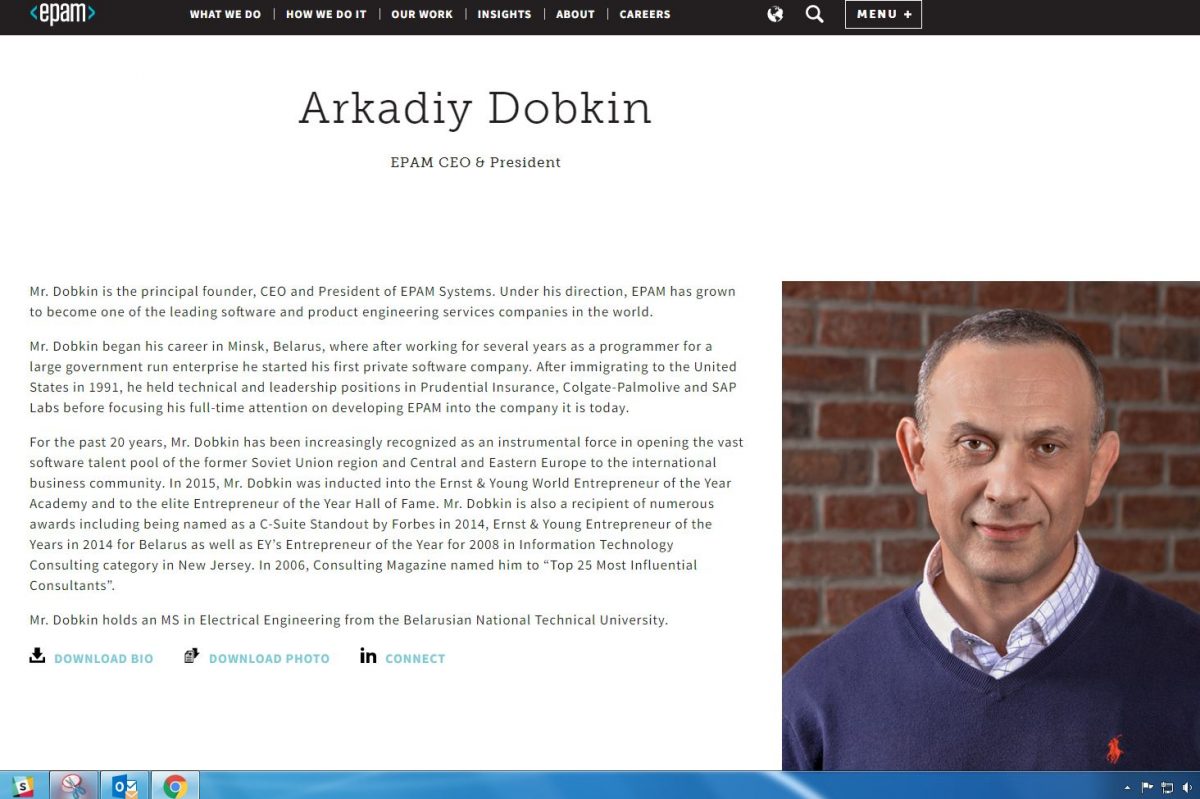 <epam>
WHAT WE DO | HOW WE DO IT | OUR WORK | INSIGHTS | ABOUT | CAREERS
MENU +
Arkadiy Dobkin
EPAM CEO & President
Mr. Dobkin is the principal founder, CEO and President of EPAM Systems. Under his direction, EPAM has grown
to become one of the leading software and product engineering services companies in the world.
Mr. Dobkin began his career in Minsk, Belarus, where after working for several years as a programmer for a
large government run enterprise he started his first private software company. After immigrating to the United
States in 1991, he held technical and leadership positions in Prudential Insurance, Colgate-Palmolive and SAP
Labs before focusing his full-time attention on developing EPAM into the company it is today.
For the past 20 years, Mr. Dobkin has been increasingly recognized as an instrumental force in opening the vast
software talent pool of the former Soviet Union region and Central and Eastern Europe to the international
business community. In 2015, Mr. Dobkin was inducted into the Ernst & Young World Entrepreneur of the Year
Academy and to the elite Entrepreneur of the Year Hall of Fame. Mr. Dobkin is also a recipient of numerous
awards including being named as a C-Suite Standout by Forbes in 2014, Ernst & Young Entrepreneur of the
Years in 2014 for Belarus as well as EY’s Entrepreneur of the Year for 2008 in Information Technology
Consulting category in New Jersey. In 2006, Consulting Magazine named him to “Top 25 Most Influential
Consultants”.
Mr. Dobkin holds an MS in Electrical Engineering from the Belarusian National Technical University.
DOWNLOAD BIO DOWNLOAD PHOTO in CONNECT
S O